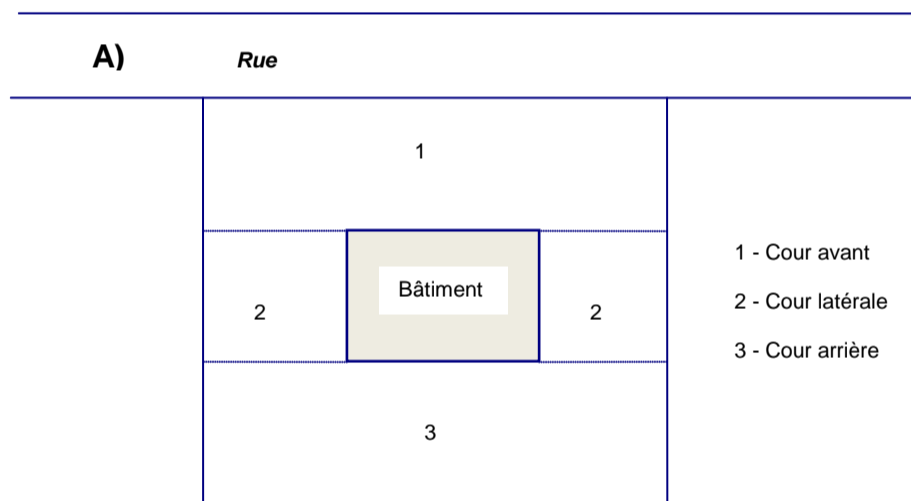 A) Rue
1
Bâtiment
2 2
3
1 - Cour avant
2 - Cour latérale
3 - Cour arrière